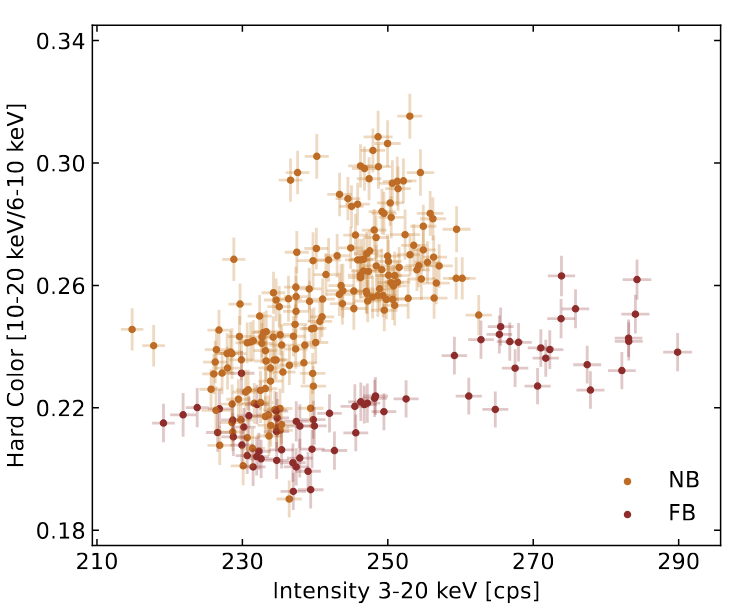 Hard Color [10-20 keV/6-10 keV]
0.34
0.30
0.26
0.22
0.18
NB
FB
210 230 250 270 290
Intensity 3-20 keV [cps]